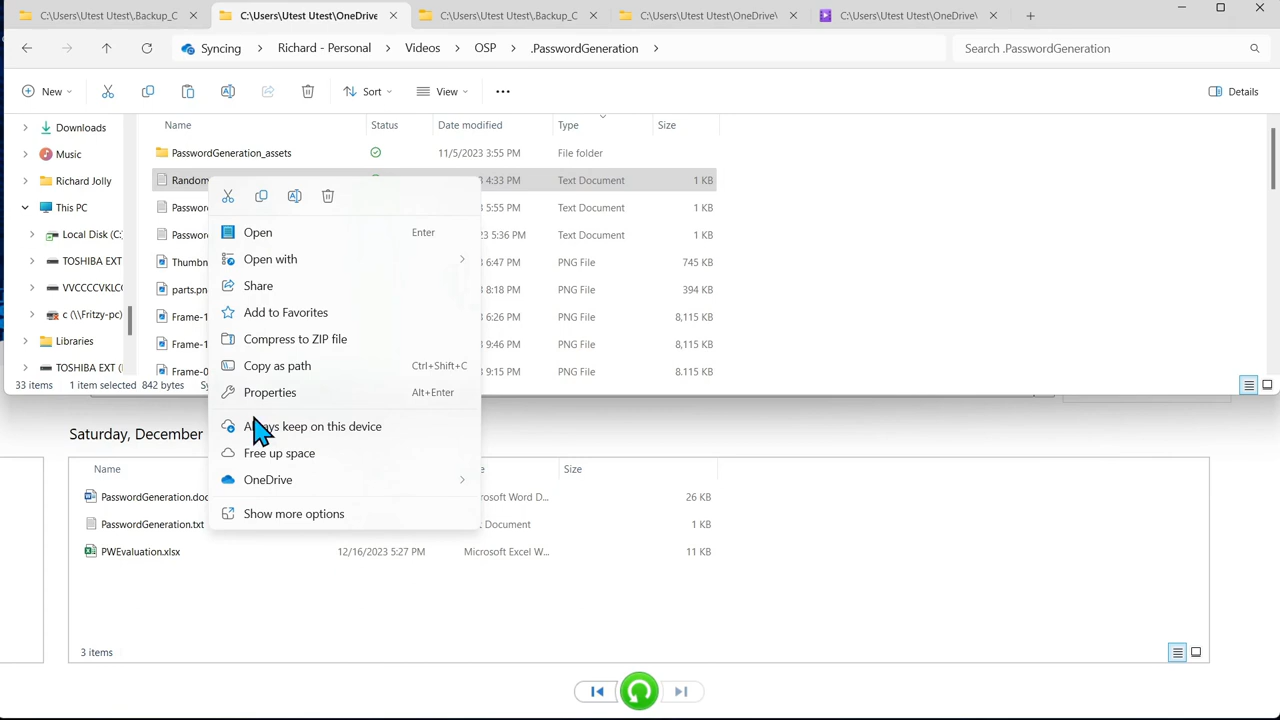 C:\Users\Utest Utest\.Backup_C
C:\Users\Utest Utest\OneDrive
C:\Users\Utest Utest\.Backup_C
C:\Users\Utest Utest\OneDrive\
C:\Users\Utest Utest\OneDrive\
Syncing > Richard - Personal > Videos > OSP > .PasswordGeneration >
Search .PasswordGeneration
New Sort View Details
Name Status Date modified Type Size
Downloads
Music
Richard Jolly
This PC
Local Disk (C:
TOSHIBA EXT
VVCCCCVKLC
c (\\Fritzy-pc)
Libraries
TOSHIBA EXT (
PasswordGeneration_assets 11/5/2023 3:55 PM File folder
Random 4:33 PM Text Document 1 KB
Passwo 5:55 PM Text Document 1 KB
Passwo 23 5:36 PM Text Document 1 KB
Thumbn 6:47 PM PNG File 745 KB
parts.pn 8:18 PM PNG File 394 KB
Frame-1 6:26 PM PNG File 8,115 KB
Frame-1 9:46 PM PNG File 8,115 KB
Frame-0 9:15 PM PNG File 8,115 KB
33 items 1 item selected 842 bytes
Open Enter
Open with
Share
Add to Favorites
Compress to ZIP file
Copy as path Ctrl+Shift+C
Properties Alt+Enter
keep on this device
Free up space
OneDrive
Show more options
Saturday, December
Name Size
PasswordGeneration.doc osoft Word D... 26 KB
PasswordGeneration.txt Document 1 KB
PWEvaluation.xlsx 12/16/2023 5:27 PM Microsoft Excel W... 11 KB
3 items